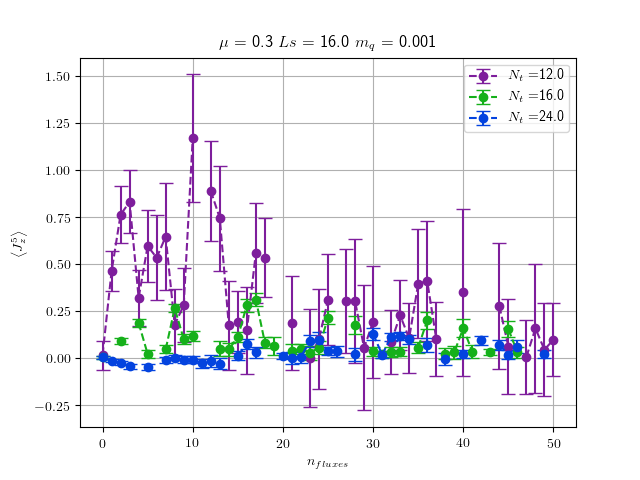 μ = 0.3 Ls = 16.0 m_q = 0.001
N_t =12.0
N_t =16.0
N_t =24.0
1.50
1.25
1.00
0.75
0.50
0.25
0.00
−0.25
⟨J_z^5⟩
0 10 20 30 40 50
n_fluxes